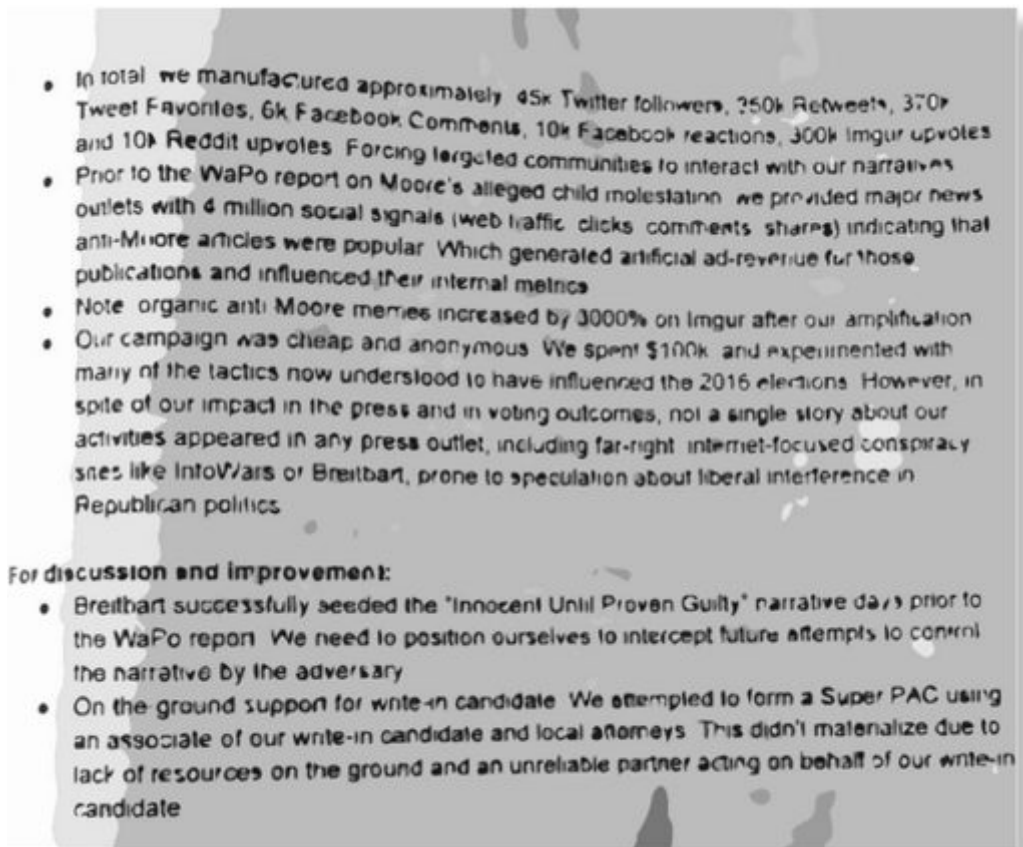 • In total we manufactured approximately 45k Twitter followers, 350k Retweets, 370k
Tweet Favorites, 6k Facebook Comments, 10k Facebook reactions, 300k Imgur upvotes
and 10k Reddit upvotes Forcing targeted communities to interact with our narratives
• Prior to the WaPo report on Moore's alleged child molestation we provided major news
outlets with 4 million social signals (web traffic clicks comments shares) indicating that
anti-Moore articles were popular Which generated artificial ad-revenue for those
publications and influenced their internal metrics
• Note organic anti Moore memes increased by 3000% on Imgur after our amplification
• Our campaign was cheap and anonymous We spent $100k and experimented with
many of the tactics now understood to have influenced the 2016 elections However, in
spite of our impact in the press and in voting outcomes, not a single story about our
activities appeared in any press outlet, including far-right internet-focused conspiracy
sites like InfoWars or Breitbart, prone to speculation about liberal interference in
Republican politics
For discussion and improvement:
• Breitbart successfully seeded the "Innocent Until Proven Guilty" narrative days prior to
the WaPo report We need to position ourselves to intercept future attempts to control
the narrative by the adversary
• On the ground support for write-in candidate We attempted to form a Super PAC using
an associate of our write-in candidate and local attorneys This didn't materialize due to
lack of resources on the ground and an unreliable partner acting on behalf of our write-in
candidate